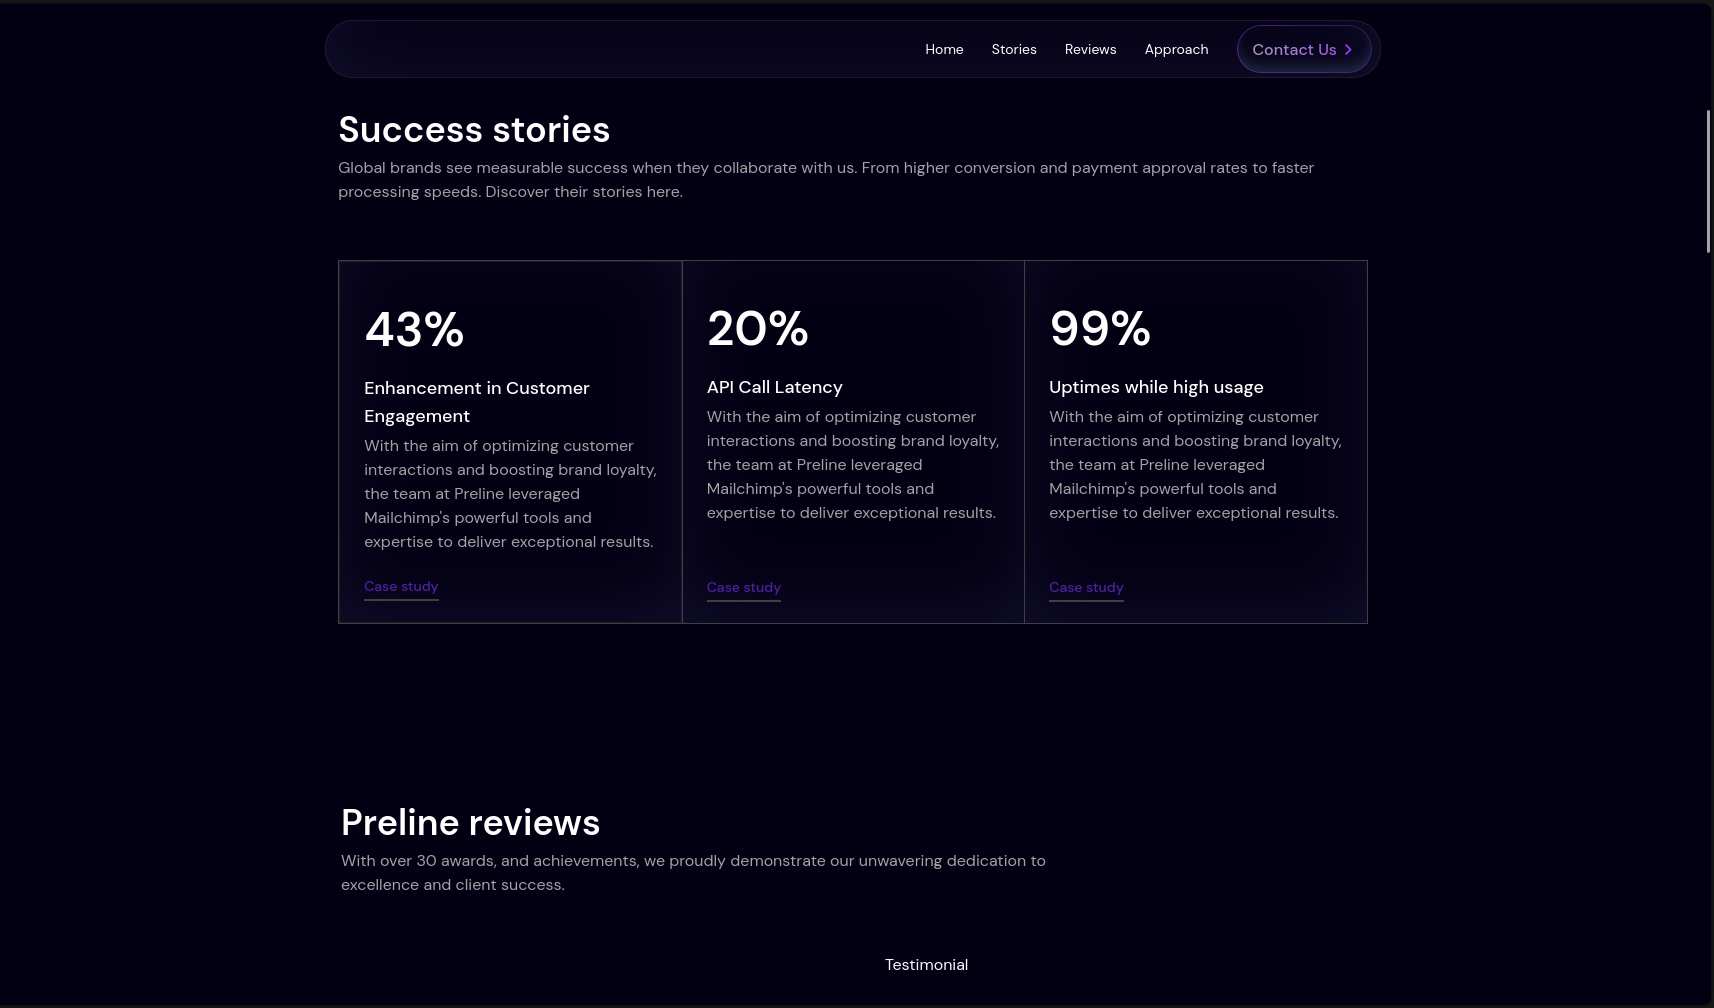 Home Stories Reviews Approach Contact Us
Success stories
Global brands see measurable success when they collaborate with us. From higher conversion and payment approval rates to faster
processing speeds. Discover their stories here.
43%
Enhancement in Customer
Engagement
With the aim of optimizing customer
interactions and boosting brand loyalty,
the team at Preline leveraged
Mailchimp's powerful tools and
expertise to deliver exceptional results.
Case study
20%
API Call Latency
With the aim of optimizing customer
interactions and boosting brand loyalty,
the team at Preline leveraged
Mailchimp's powerful tools and
expertise to deliver exceptional results.
Case study
99%
Uptimes while high usage
With the aim of optimizing customer
interactions and boosting brand loyalty,
the team at Preline leveraged
Mailchimp's powerful tools and
expertise to deliver exceptional results.
Case study
Preline reviews
With over 30 awards, and achievements, we proudly demonstrate our unwavering dedication to
excellence and client success.
Testimonial